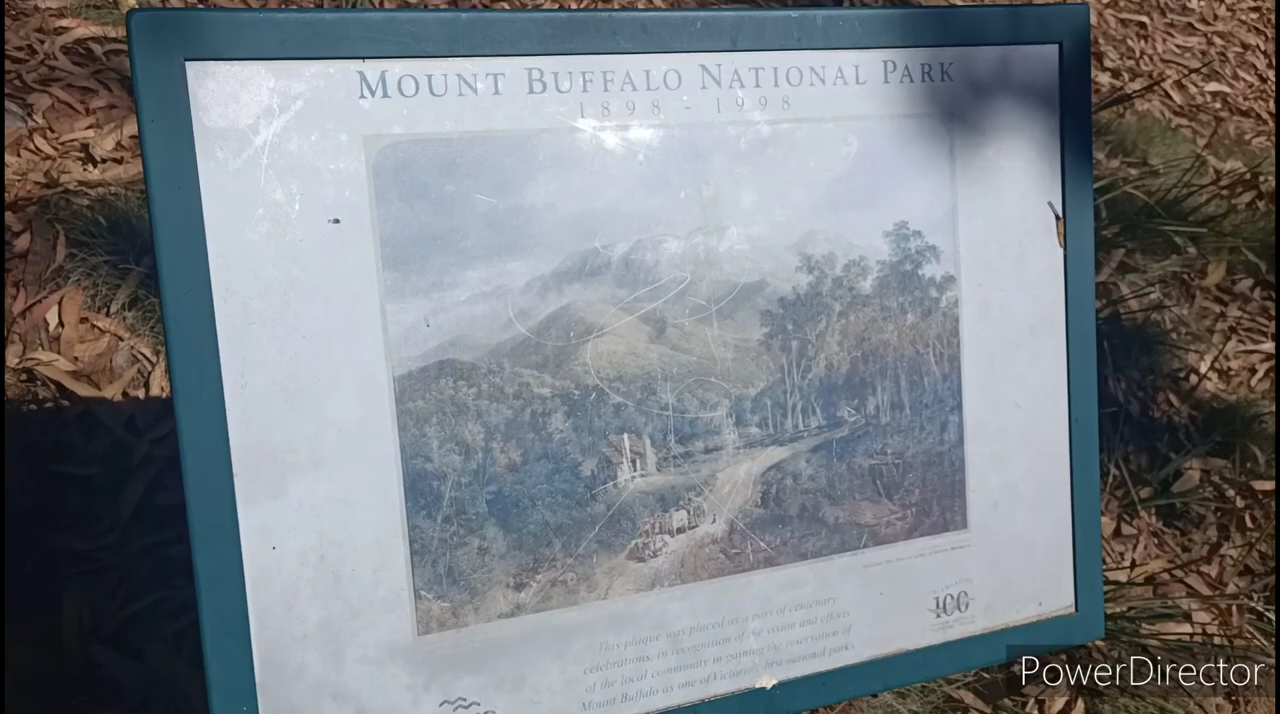 MOUNT BUFFALO NATIONAL PARK
1898 - 1998
This plaque was placed as a part of centenary
celebrations, in recognition of the vision and efforts
of the local community in gaining the reservation of
Mount Buffalo as one of Victoria's first national parks.
100
PowerDirector